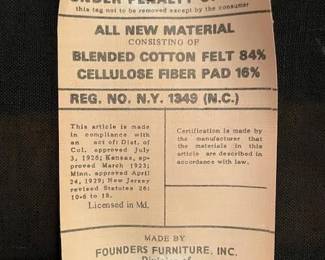 UNDER PENALTY
this tag not to be removed except by the consumer
ALL NEW MATERIAL
CONSISTING OF
BLENDED COTTON FELT 84%
CELLULOSE FIBER PAD 16%
REG. NO. N.Y. 1349 (N.C.)
This article is made
in compliance with
an act of: Dist. of
Col. approved July
3, 1926; Kansas, ap-
proved March 1923;
Minn. approved April
24, 1929; New Jersey
revised Statutes 26:
10-6 to 18.
Licensed in Md.
Certification is made by
the manufacturer that
the materials in this
article are described in
accordance with law.
MADE BY
FOUNDERS FURNITURE, INC.
Division of